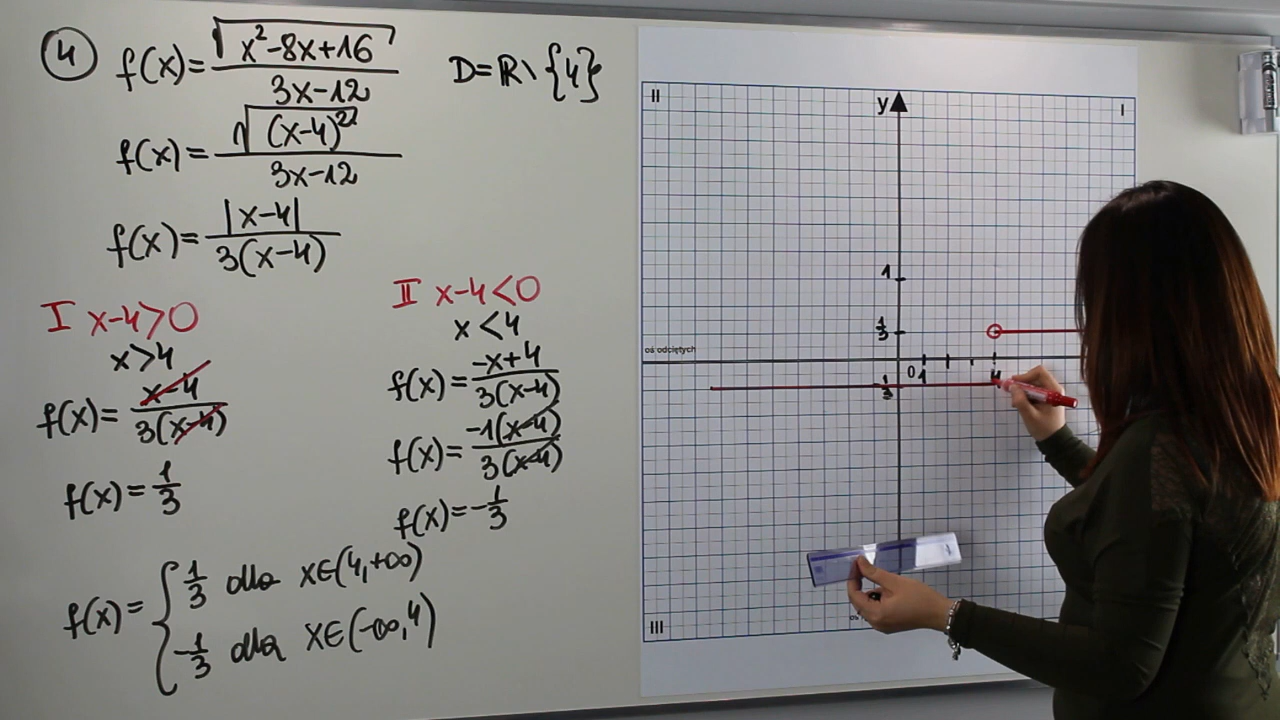 4 f(x)=√(x²-8x+16)/(3x-12) D=R\{4}
f(x)=√((x-4)²)/(3x-12)
f(x)=|x-4|/(3(x-4))
I x-4>0
x>4
f(x)=(x-4)/(3(x-4))
f(x)=1/3
II x-4<0
x<4
f(x)=(-x+4)/(3(x-4))
f(x)=(-1(x-4))/(3(x-4))
f(x)=-1/3
f(x)={1/3 dla x∈(4,+∞)
-1/3 dla x∈(-∞,4)
II
y
I
1
1/3
oś odciętych
0 1 4
-1/3
III